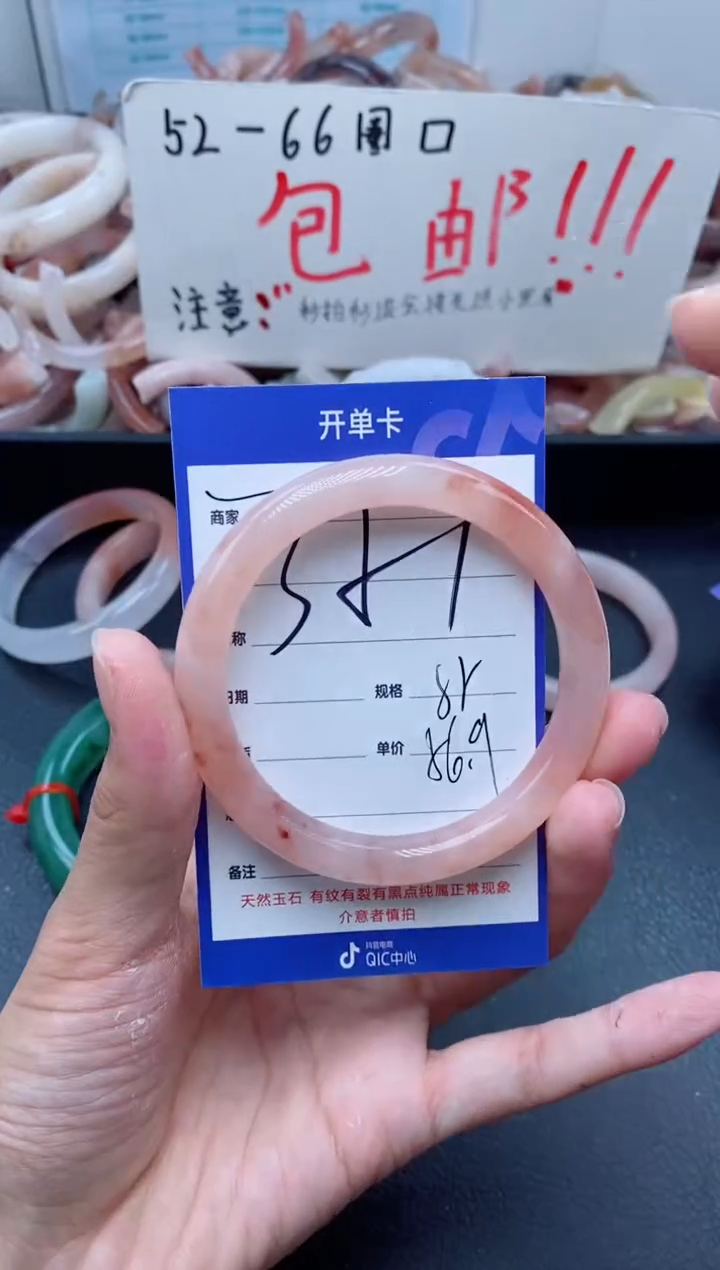 52-66圈口
包邮!!!
注意!!
开单卡
商家
称
日期
规格
单价 86.9
备注
天然玉石 有纹有裂有黑点纯属正常现象
介意者慎拍
抖音电商
QIC中心